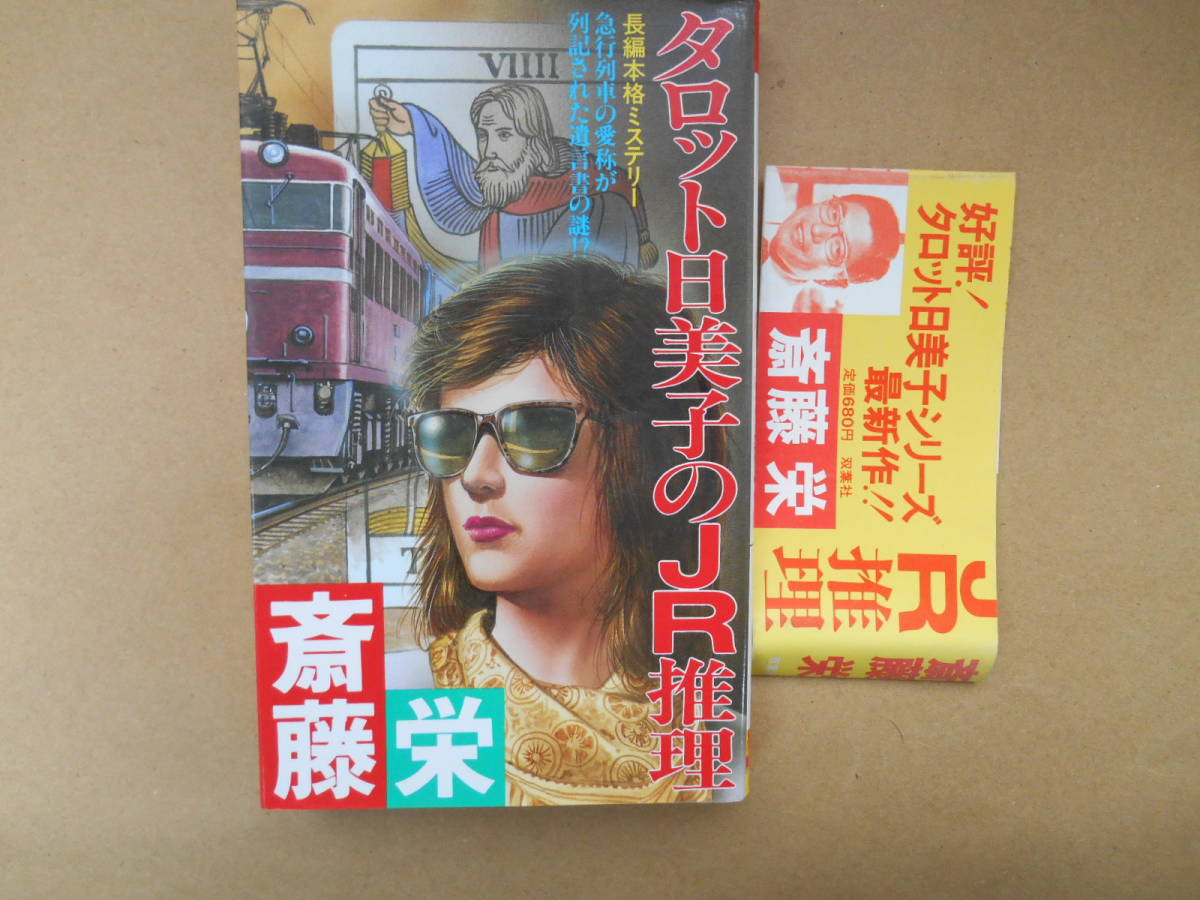 タロット日美子のJR推理
長編本格ミステリー
急行列車の愛称が
列記された遺言書の謎!?
VIIII
斎藤
栄
好評!
タロット日美子シリーズ
最新作!!
斎藤栄
定価680円 双葉社
JR
推理
斎藤栄